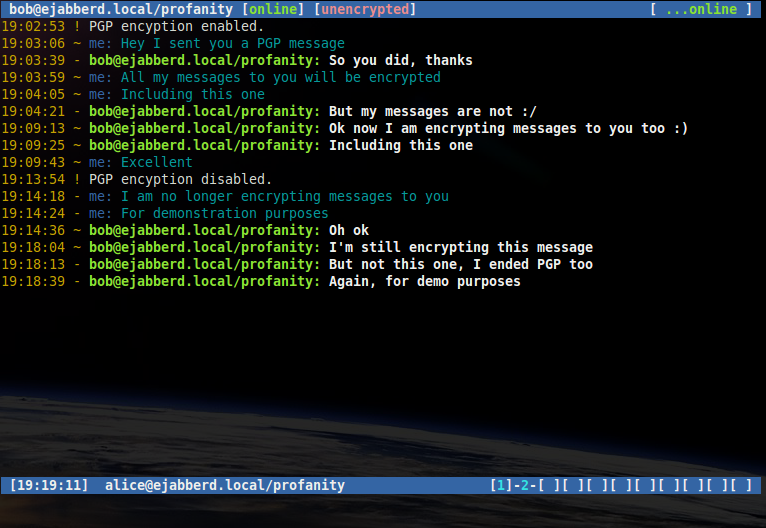 bob@ejabberd.local/profanity [online] [unencrypted] [ ...online ]
19:02:53 ! PGP encyption enabled.
19:03:06 ~ me: Hey I sent you a PGP message
19:03:39 - bob@ejabberd.local/profanity: So you did, thanks
19:03:59 ~ me: All my messages to you will be encrypted
19:04:05 ~ me: Including this one
19:04:21 - bob@ejabberd.local/profanity: But my messages are not :/
19:09:13 ~ bob@ejabberd.local/profanity: Ok now I am encrypting messages to you too :)
19:09:25 ~ bob@ejabberd.local/profanity: Including this one
19:09:43 ~ me: Excellent
19:13:54 ! PGP encyption disabled.
19:14:18 - me: I am no longer encrypting messages to you
19:14:24 - me: For demonstration purposes
19:14:36 ~ bob@ejabberd.local/profanity: Oh ok
19:18:04 ~ bob@ejabberd.local/profanity: I'm still encrypting this message
19:18:13 - bob@ejabberd.local/profanity: But not this one, I ended PGP too
19:18:39 - bob@ejabberd.local/profanity: Again, for demo purposes
[19:19:11] alice@ejabberd.local/profanity [1]-2-[ ][ ][ ][ ][ ][ ][ ][ ][ ]